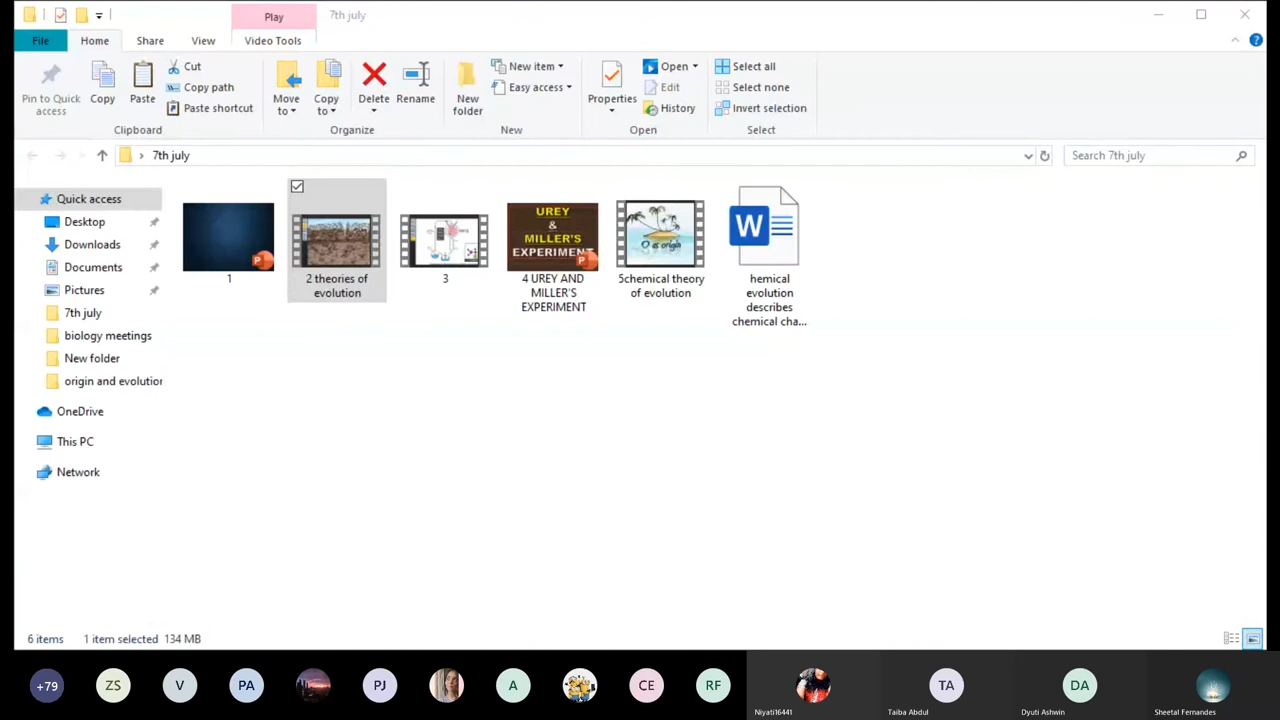 Play
7th july
File
Home
Share
View
Video Tools
Pin to Quick
access
Copy
Paste
Cut
Copy path
Paste shortcut
Clipboard
Move
to
Copy
to
Delete
Rename
Organize
New
folder
New item
Easy access
New
Properties
Open
Edit
History
Open
Select all
Select none
Invert selection
Select
7th july
Search 7th july
Quick access
Desktop
Downloads
Documents
Pictures
7th july
biology meetings
New folder
origin and evolution
OneDrive
This PC
Network
1
2 theories of
evolution
3
UREY
&
MILLER'S
EXPERIMENT
4 UREY AND
MILLER'S
EXPERIMENT
O is origin
5chemical theory
of evolution
W
hemical
evolution
describes
chemical cha...
6 items
1 item selected 134 MB
+79
ZS
V
PA
PJ
A
CE
RF
Niyati16441
TA
Taiba Abdul
DA
Dyuti Ashwin
Sheetal Fernandes